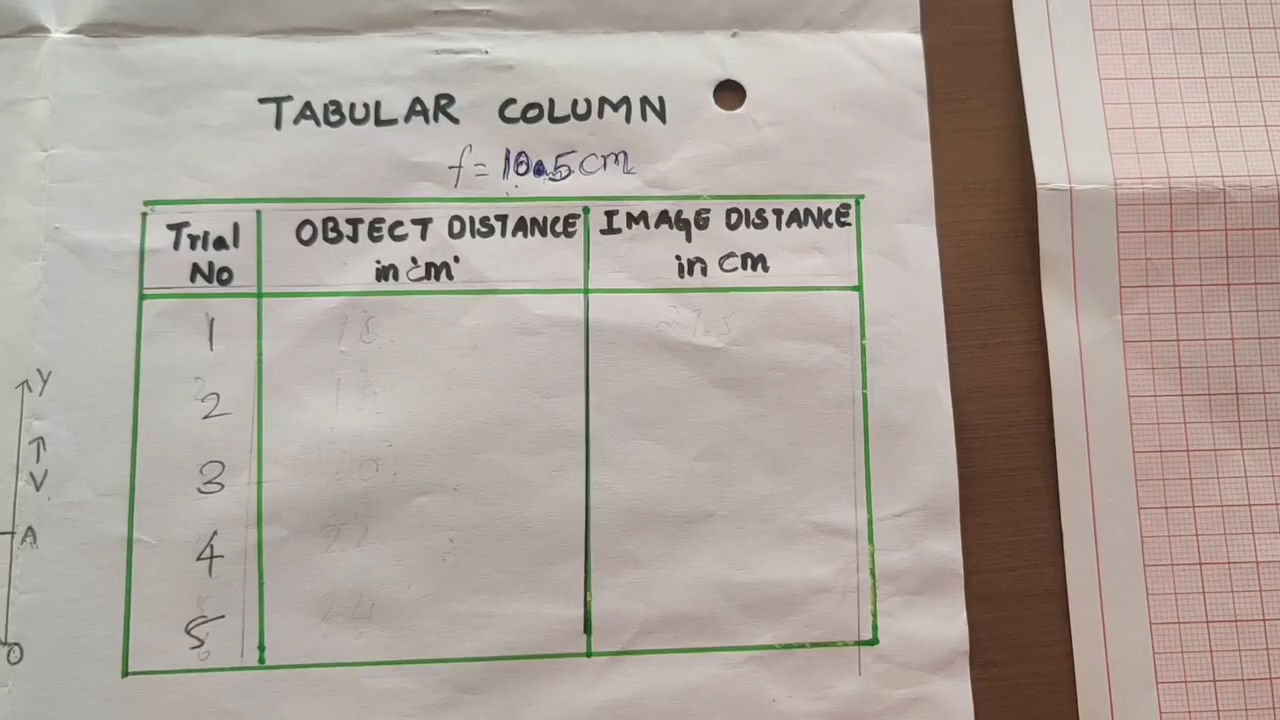 TABULAR COLUMN
f = 10.5 cm
Trial No
OBJECT DISTANCE in cm
IMAGE DISTANCE in cm
1
2
3
4
5
Y
V
A
O